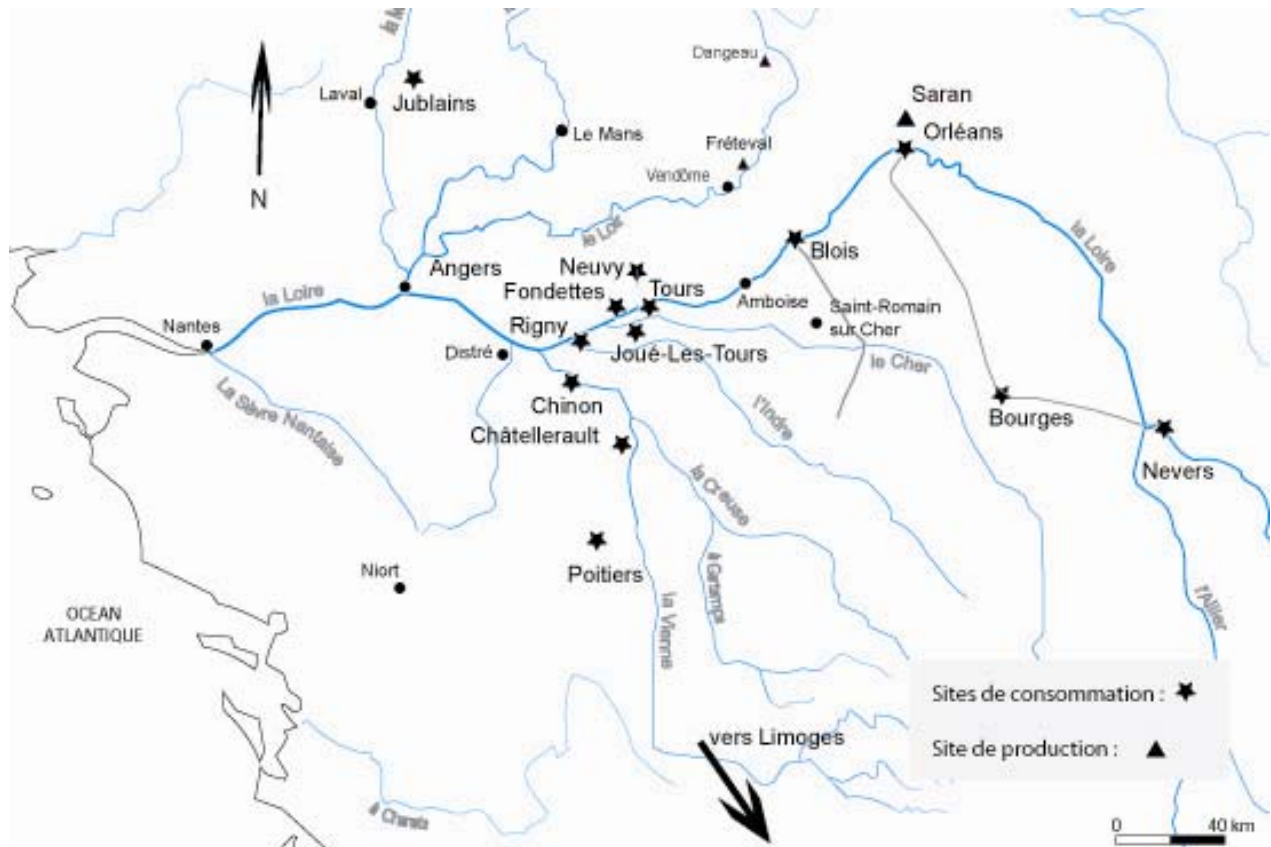 la M
Dangeau
Saran
Laval
Jublains
Orléans
Le Mans
Fréteval
Vendôme
N
le Loir
la Loire
Blois
Angers
Neuvy
Fondettes
Tours
la Loire
Amboise
Saint-Romain
sur Cher
Nantes
Rigny
Distré
Joué-Les-Tours
le Cher
La Sèvre Nantaise
Chinon
l'Indre
Bourges
Châtellerault
Nevers
la Creuse
Niort
Poitiers
OCEAN
ATLANTIQUE
la Vienne
l'Allier
Sites de consommation :
vers Limoges
Site de production :
0 40 km